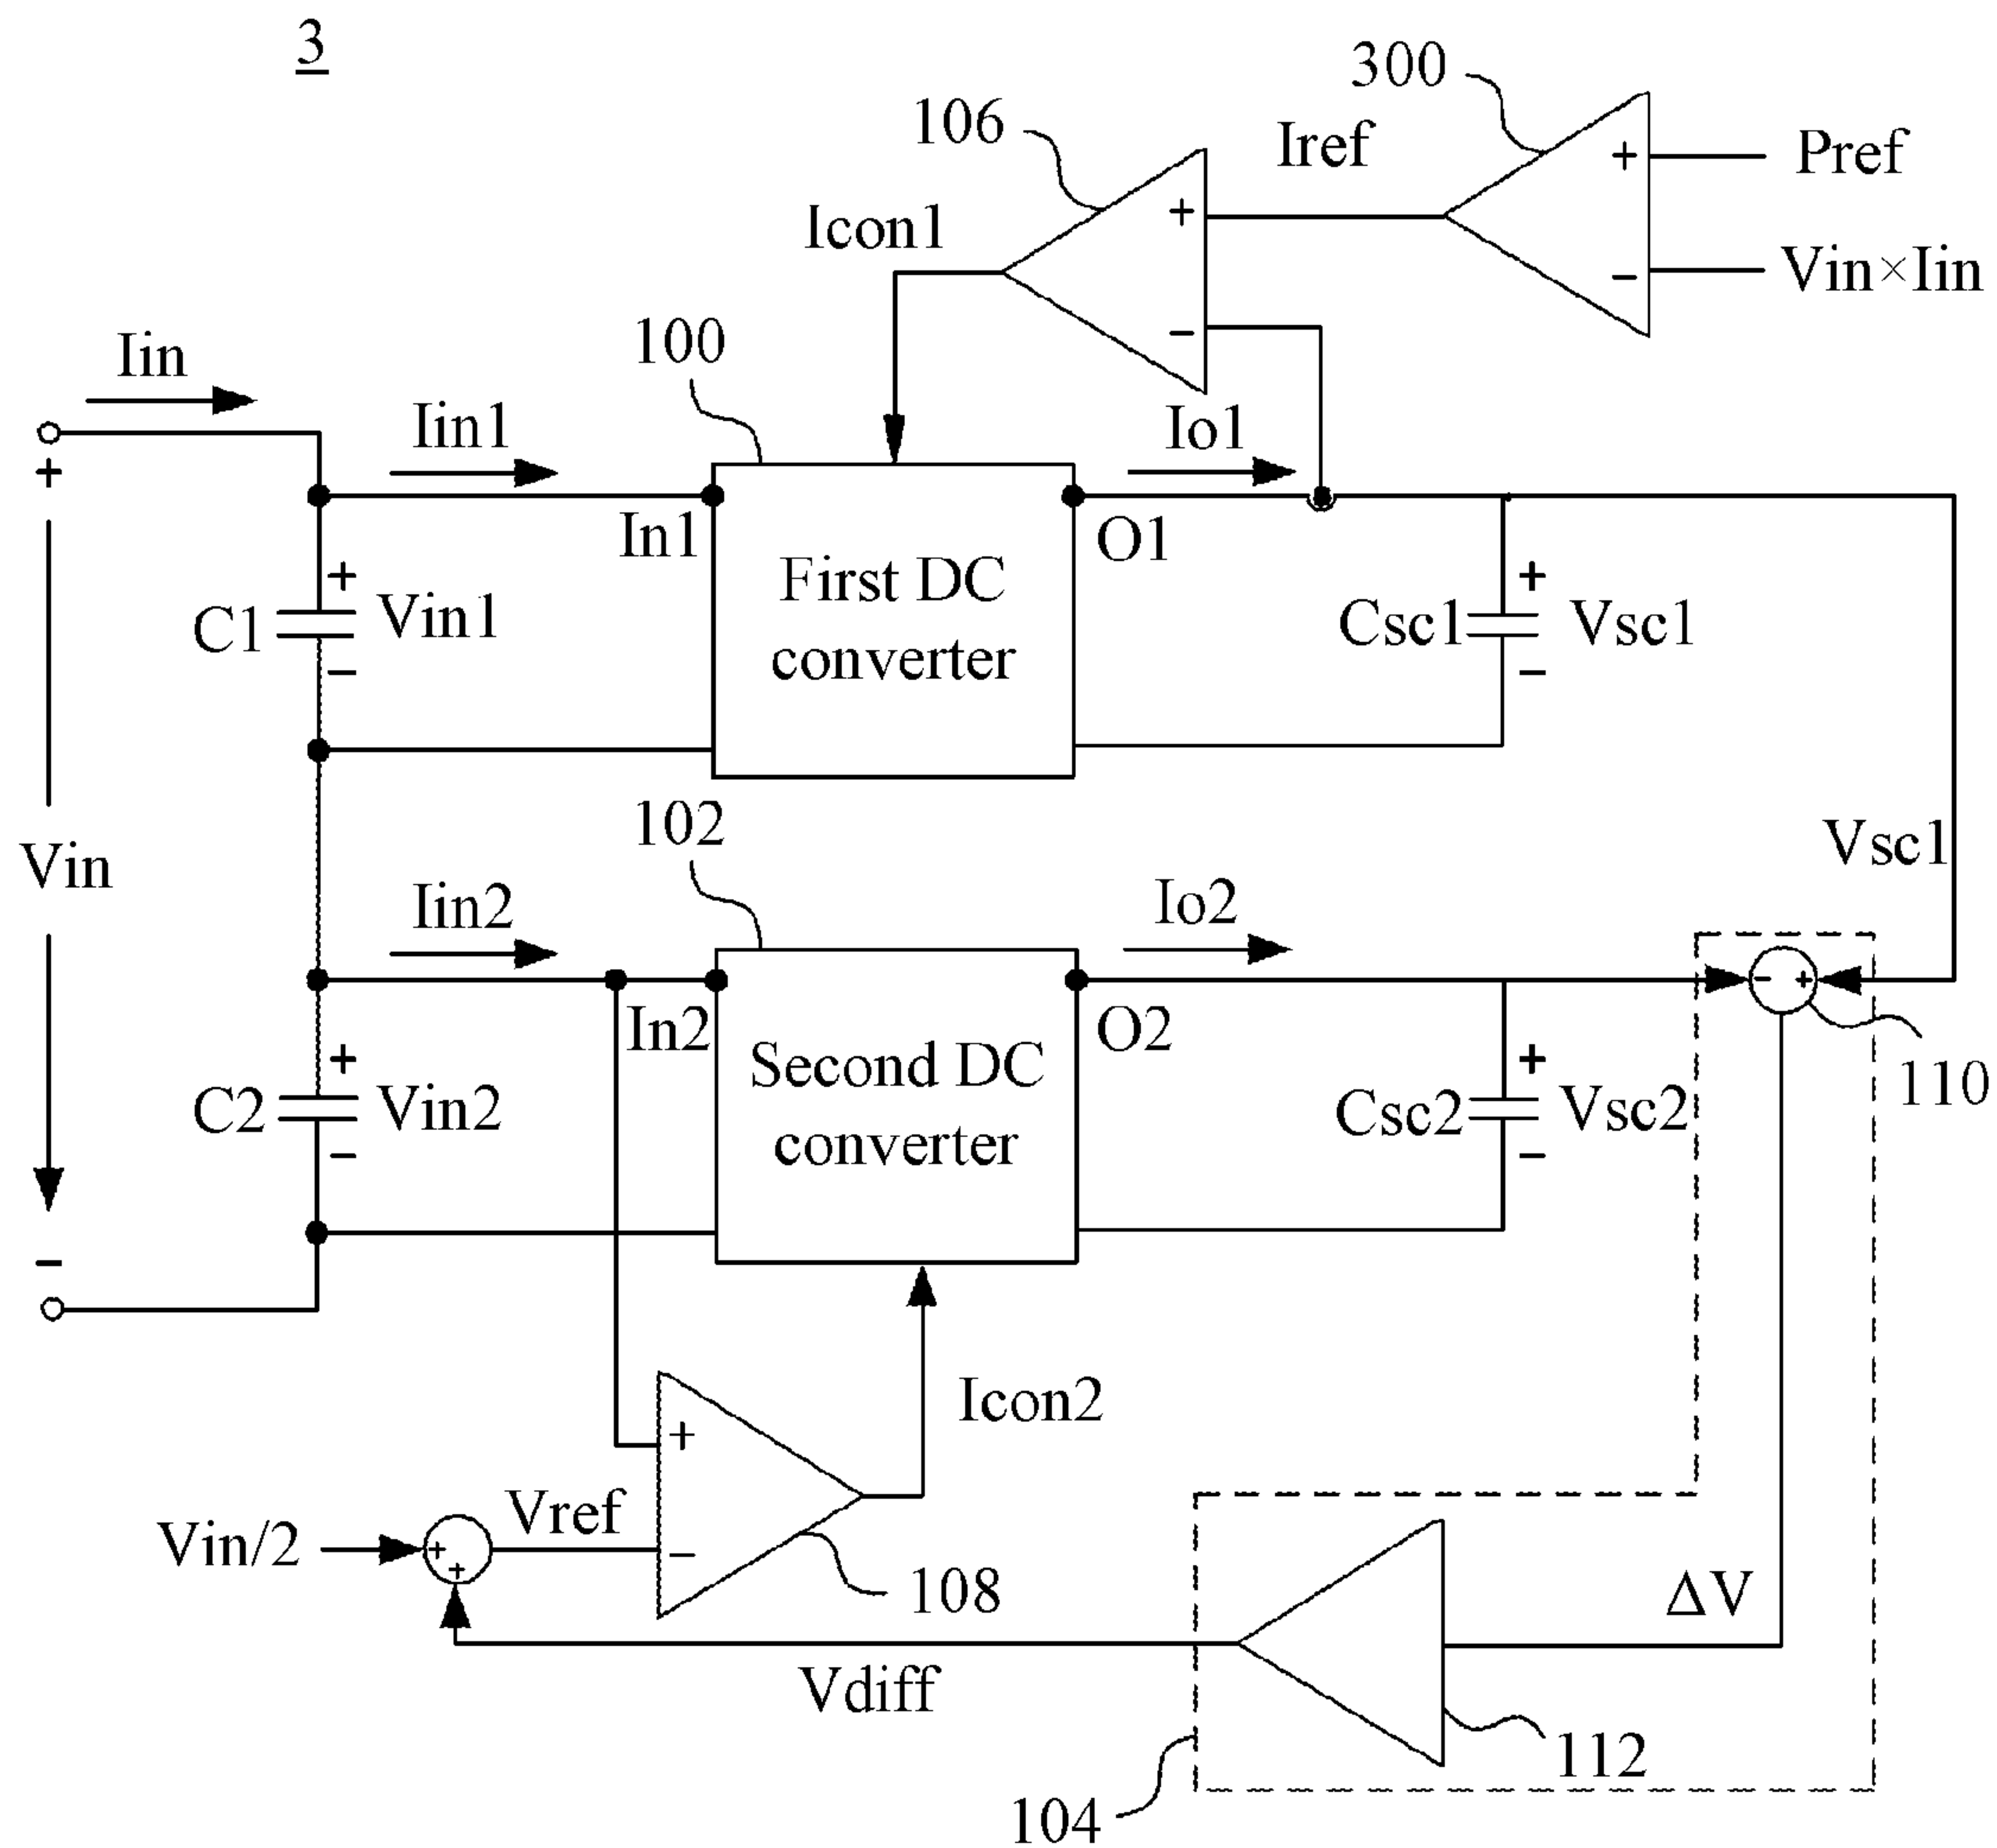 3
300
106
Iref
+
Pref
Icon1
+
−
Vin×Iin
−
100
Iin
Iin1
Io1
+
In1
O1
First DC
converter
+
C1
Vin1
−
+
Csc1
Vsc1
−
102
Vin
Vsc1
Iin2
Io2
- +
In2
O2
110
Second DC
converter
+
C2
Vin2
−
+
Csc2
Vsc2
−
−
Icon2
+
Vref
Vin/2
+
+
−
108
ΔV
Vdiff
112
104